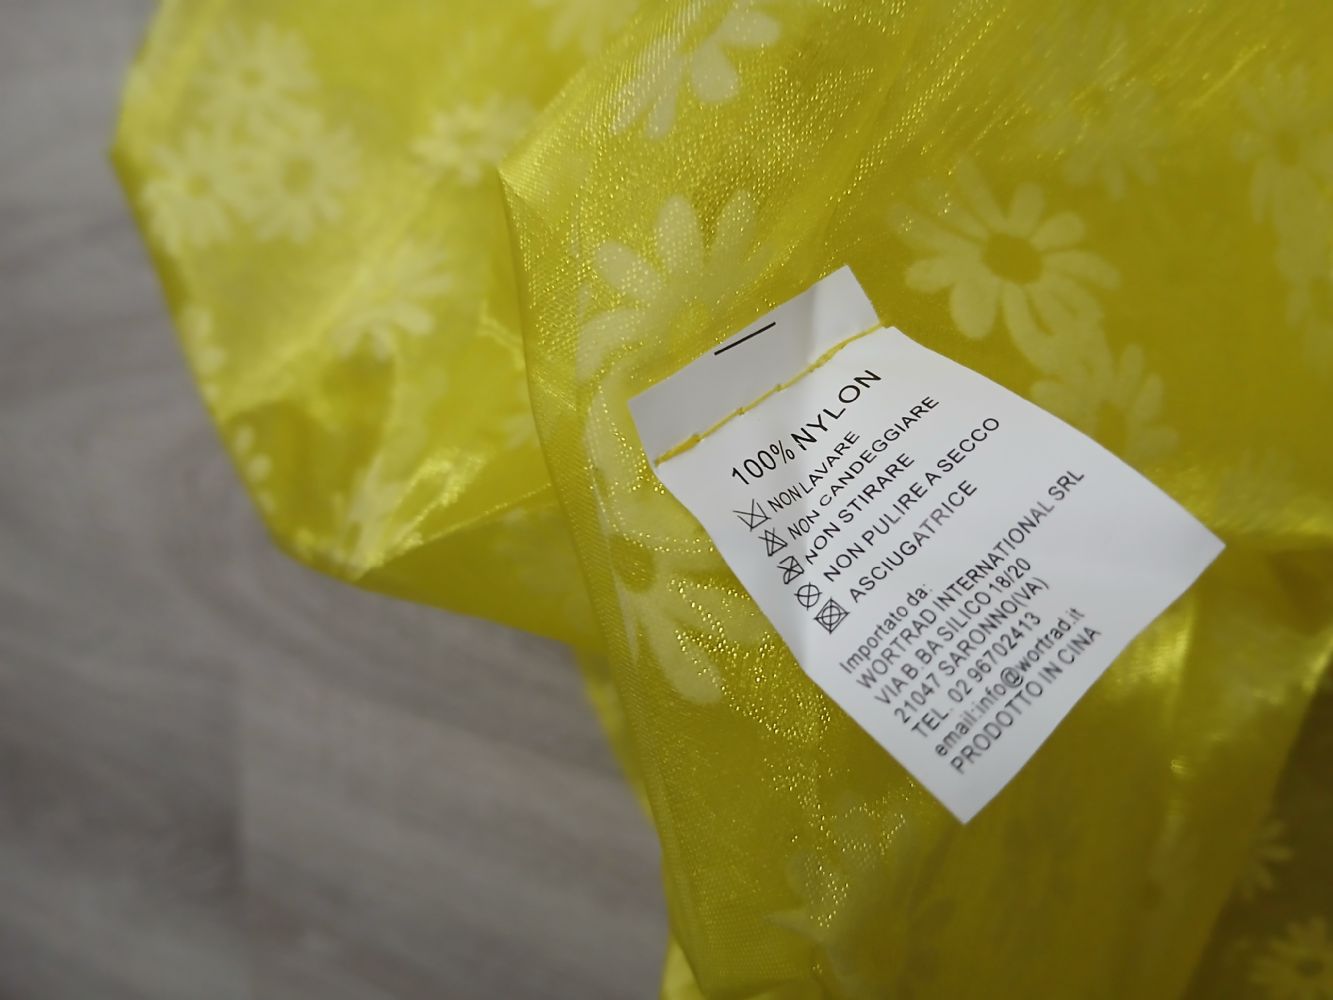 100% NYLON
NON LAVARE
NON CANDEGGIARE
NON STIRARE
NON PULIRE A SECCO
ASCIUGATRICE
Importato da:
WORTRAD INTERNATIONAL SRL
VIA B. BASILICO 18/20
21047 SARONNO(VA)
TEL. 02 96702413
email:info@wortrad.it
PRODOTTO IN CINA